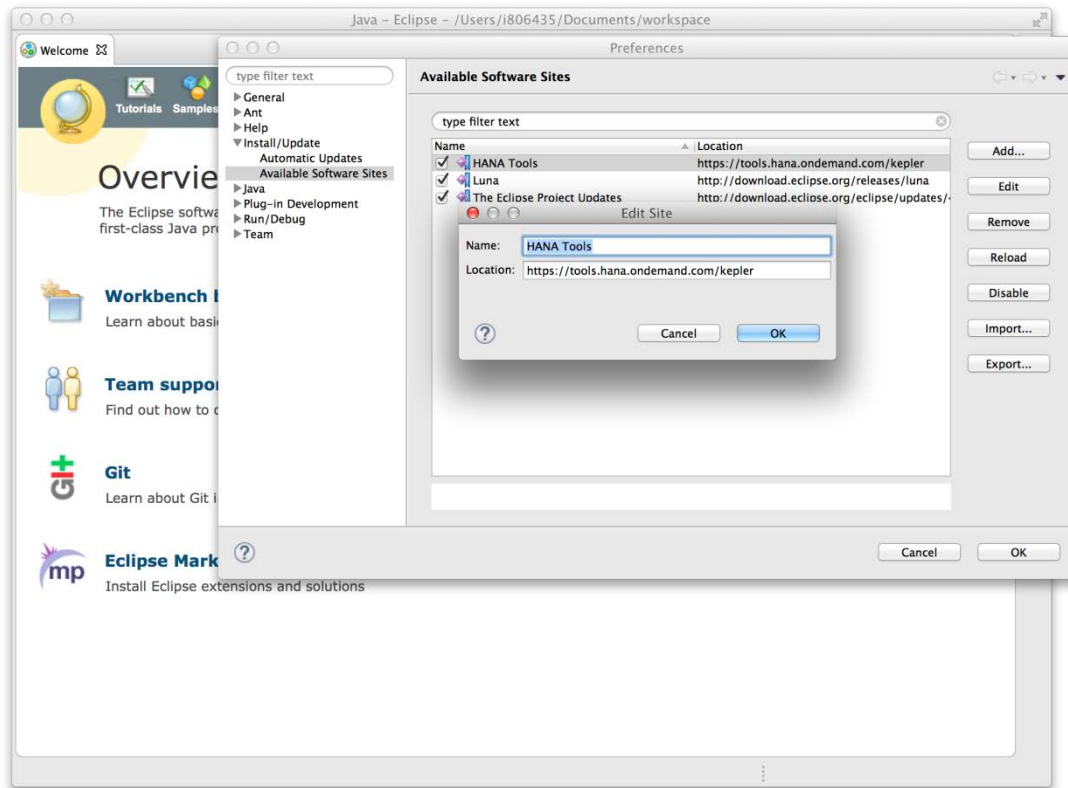 Java – Eclipse – /Users/i806435/Documents/workspace
Welcome
Tutorials Samples
Overvie
The Eclipse softwa
first-class Java pro
Workbench b
Learn about basi
Team suppor
Find out how to c
Git
Git
Learn about Git i
mp
Eclipse Mark
Install Eclipse extensions and solutions
Preferences
type filter text
General
Ant
Help
Install/Update
Automatic Updates
Available Software Sites
Java
Plug-in Development
Run/Debug
Team
Available Software Sites
type filter text
Name Location
HANA Tools https://tools.hana.ondemand.com/kepler
Luna http://download.eclipse.org/releases/luna
The Eclipse Project Updates http://download.eclipse.org/eclipse/updates/
Add...
Edit
Remove
Reload
Disable
Import...
Export...
Edit Site
Name: HANA Tools
Location: https://tools.hana.ondemand.com/kepler
?
Cancel OK
?
Cancel OK